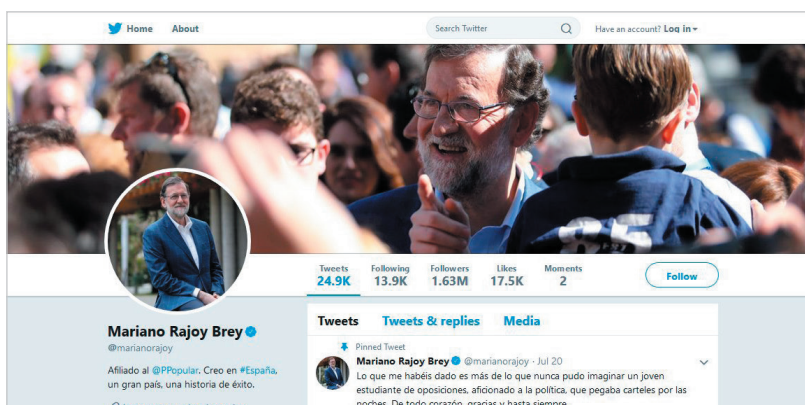 Home About Search Twitter Have an account? Log in
85
Tweets Following Followers Likes Moments
24.9K 13.9K 1.63M 17.5K 2
Follow
Mariano Rajoy Brey
@marianorajoy
Afiliado al @PPopular. Creo en #España,
un gran país, una historia de éxito.
Tweets Tweets & replies Media
Pinned Tweet
Mariano Rajoy Brey @marianorajoy · Jul 20
Lo que me habéis dado es más de lo que nunca pudo imaginar un joven
estudiante de oposiciones, aficionado a la política, que pegaba carteles por las
noches. De todo corazón, gracias y hasta siempre